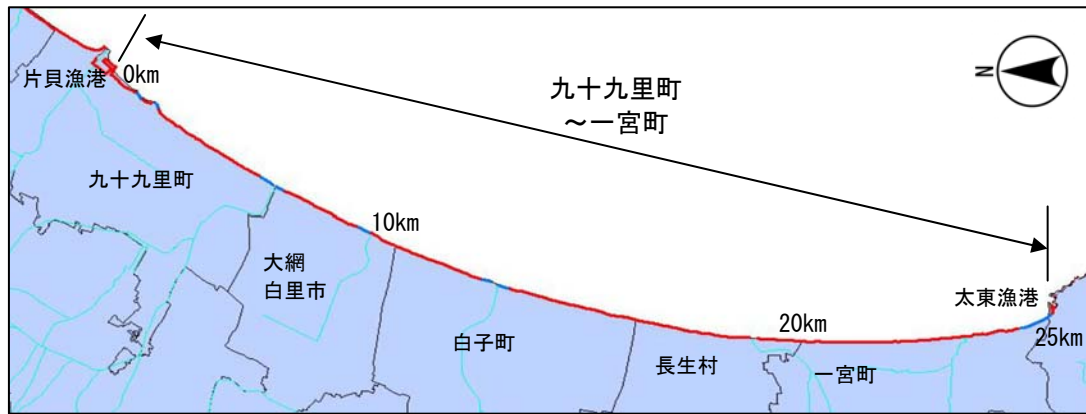 片貝漁港
0km
九十九里町
～一宮町
N
九十九里町
10km
大網
白里市
太東漁港
白子町
20km
25km
長生村
一宮町